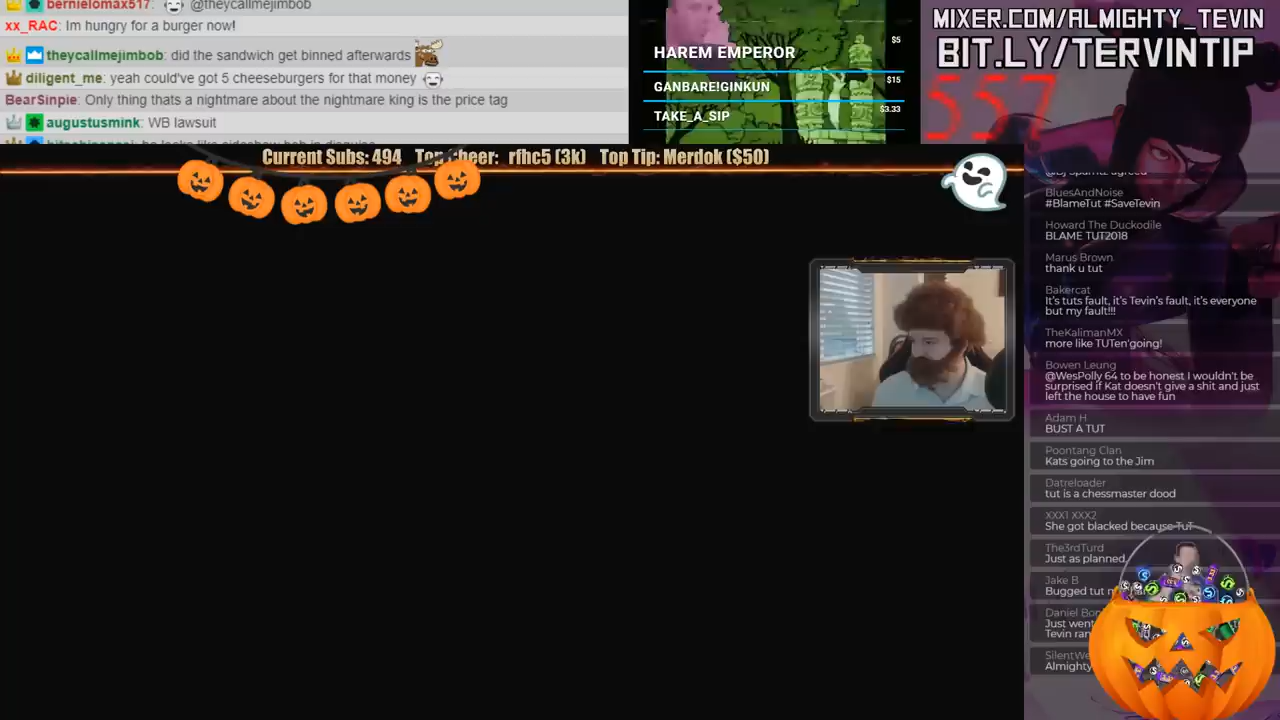 bernielomax517: @theycallmejimbob
xx_RAC: Im hungry for a burger now!
theycallmejimbob: did the sandwich get binned afterwards
diligent_me: yeah could've got 5 cheeseburgers for that money
BearSinpie: Only thing thats a nightmare about the nightmare king is the price tag
augustusmink: WB lawsuit
HAREM EMPEROR $5
GANBARE!GINKUN $15
TAKE_A_SIP $3.33
MIXER.COM/ALMIGHTY_TEVIN
BIT.LY/TERVINTIP
557
Current Subs: 494 Top Cheer: rfhc5 (3k) Top Tip: Merdok ($50)
agreed
BluesAndNoise
#BlameTut #SaveTevin
Howard The Duckodile
BLAME TUT2018
Marus Brown
thank u tut
Bakercat
It's tuts fault, it's Tevin's fault, it's everyone
but my fault!!!
TheKalimanMX
more like TUTen'going!
Bowen Leung
@WesPolly 64 to be honest I wouldn't be
surprised if Kat doesn't give a shit and just
left the house to have fun
Adam H
BUST A TUT
Poontang Clan
Kats going to the Jim
Datreloader
tut is a chessmaster dood
XXX1 XXX2
She got blacked because TuT
The3rdTurd
Just as planned
Jake B
Bugged tut
Daniel
Just went
Tevin
Almighty